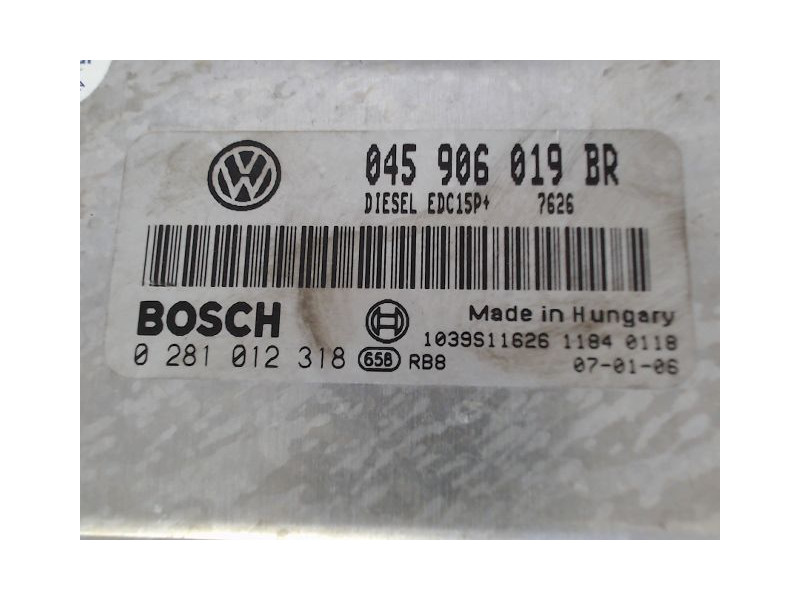 045 906 019 BR
DIESEL EDC15P+ 7626
BOSCH
Made in Hungary
1039S11626 1184 0118
0 281 012 318 658 RB8
07-01-06